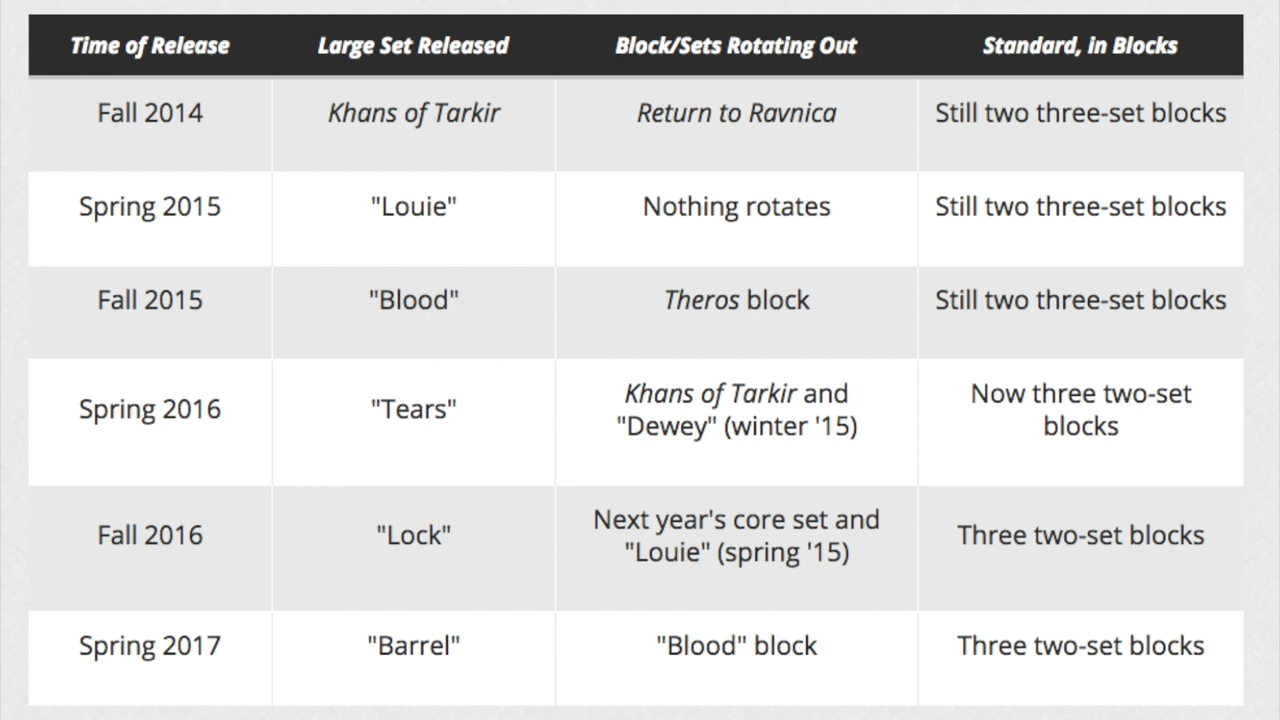 Time of Release Large Set Released Block/Sets Rotating Out Standard, in Blocks
Fall 2014 Khans of Tarkir Return to Ravnica Still two three-set blocks
Spring 2015 "Louie" Nothing rotates Still two three-set blocks
Fall 2015 "Blood" Theros block Still two three-set blocks
Spring 2016 "Tears" Khans of Tarkir and
"Dewey" (winter '15) Now three two-set
blocks
Fall 2016 "Lock" Next year's core set and
"Louie" (spring '15) Three two-set blocks
Spring 2017 "Barrel" "Blood" block Three two-set blocks